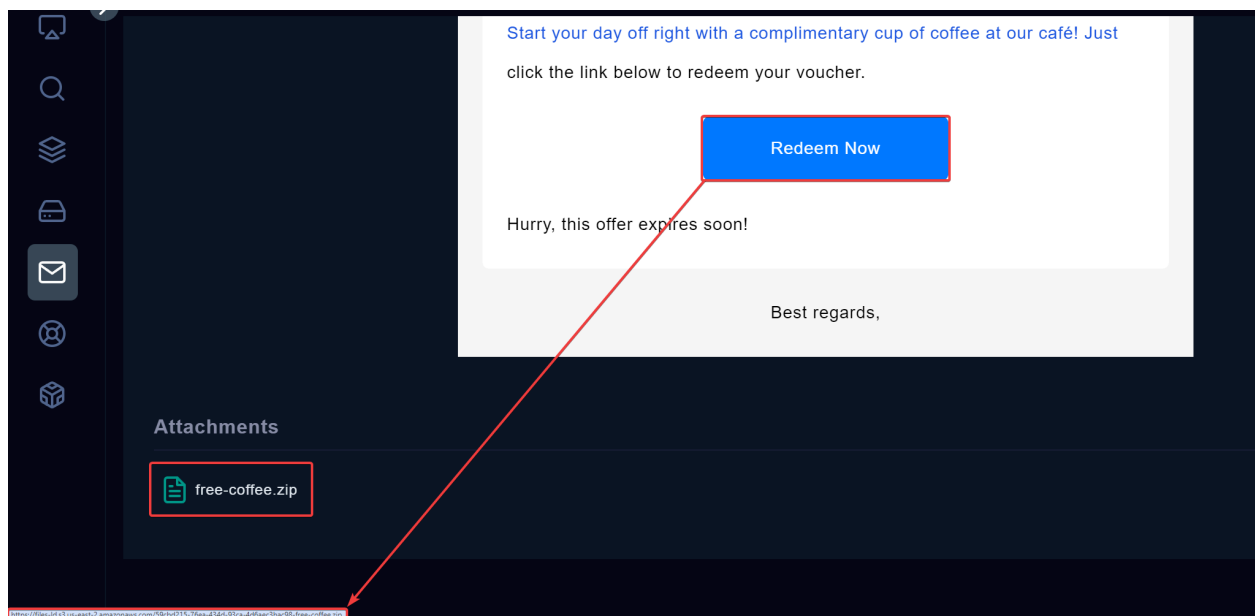 Start your day off right with a complimentary cup of coffee at our café! Just
click the link below to redeem your voucher.
Redeem Now
Hurry, this offer expires soon!
Best regards,
Attachments
free-coffee.zip